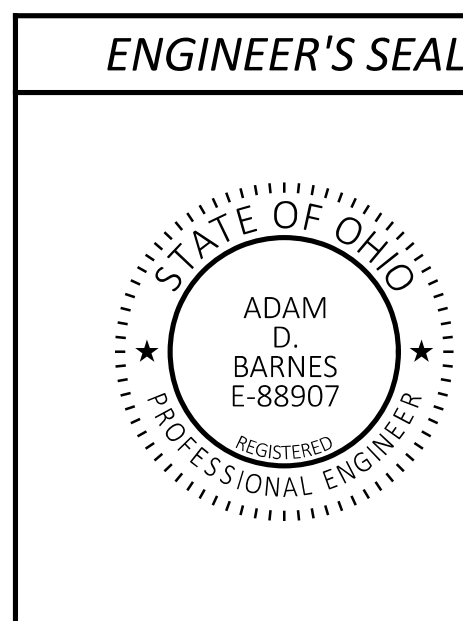 ENGINEER'S SEAL
STATE OF OHIO
ADAM
D.
BARNES
E-88907
REGISTERED
PROFESSIONAL ENGINEER